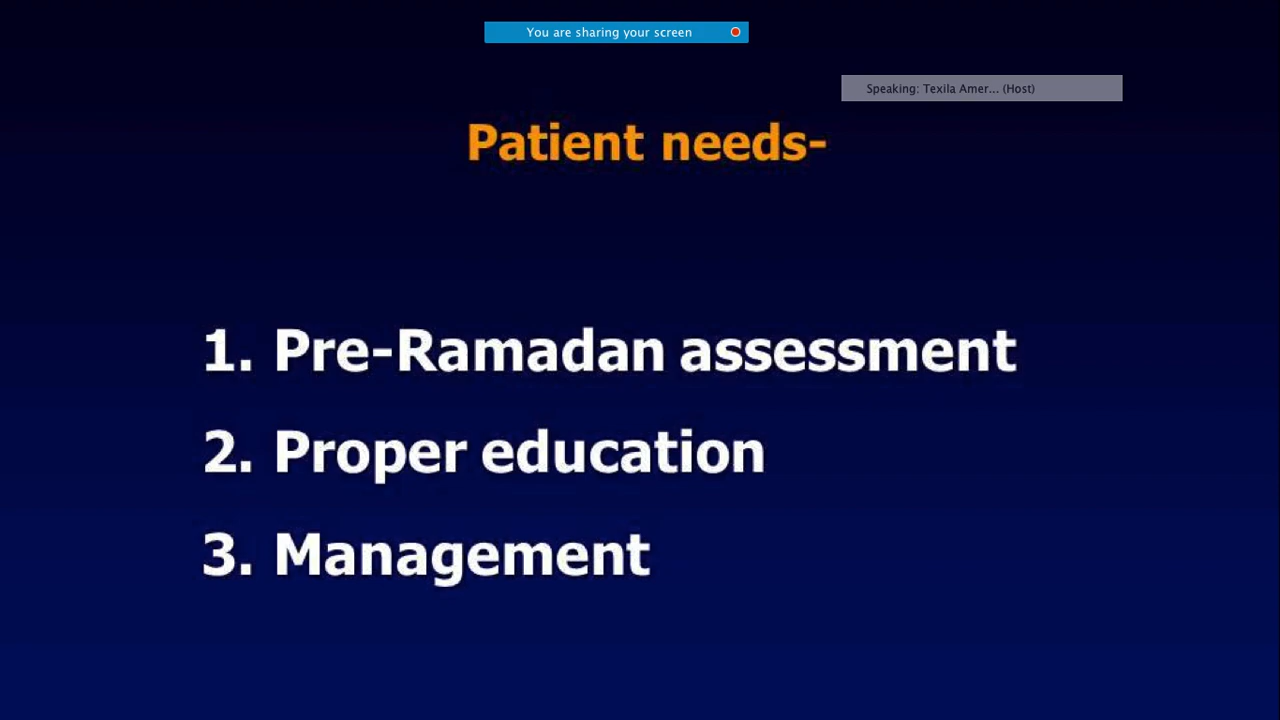 You are sharing your screen
Speaking: Texila Amer... (Host)
Patient needs-
1. Pre-Ramadan assessment
2. Proper education
3. Management